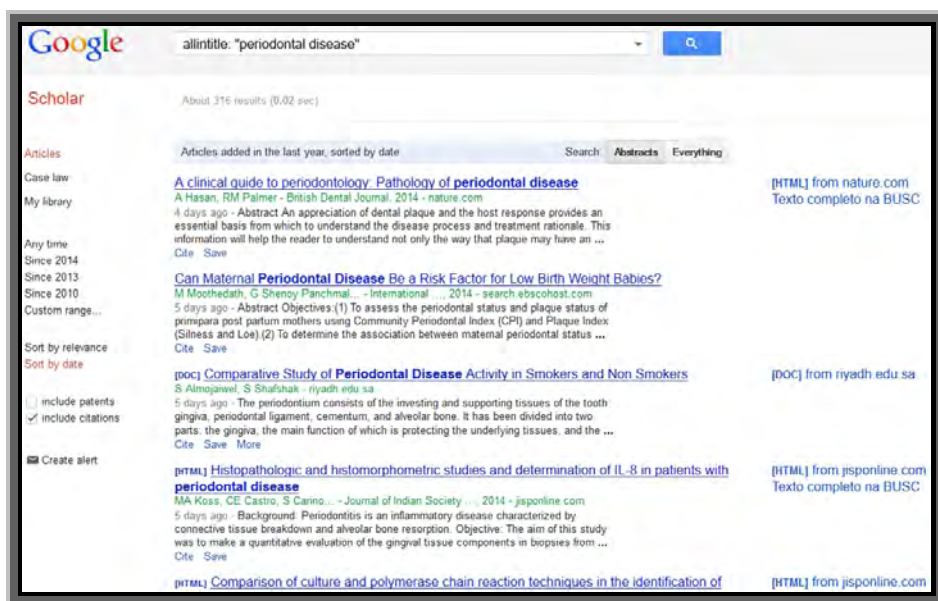 Google
allintitle: "periodontal disease"
Scholar
About 316 results (0.02 sec)
Articles
Case law
My library
Any time
Since 2014
Since 2013
Since 2010
Custom range...
Sort by relevance
Sort by date
include patents
include citations
Create alert
Articles added in the last year, sorted by date
Search: Abstracts Everything
A clinical guide to periodontology: Pathology of periodontal disease
A Hasan, RM Palmer - British Dental Journal, 2014 - nature.com
4 days ago - Abstract An appreciation of dental plaque and the host response provides an
essential basis from which to understand the disease process and treatment rationale. This
information will help the reader to understand not only the way that plaque may have an ...
Cite Save
[HTML] from nature.com
Texto completo na BUSC
Can Maternal Periodontal Disease Be a Risk Factor for Low Birth Weight Babies?
M Moothedath, G Shenoy Panchmal... - International ..., 2014 - search.ebscohost.com
5 days ago - Abstract Objectives:(1) To assess the periodontal status and plaque status of
primipara post partum mothers using Community Periodontal Index (CPI) and Plaque Index
(Silness and Loe).(2) To determine the association between maternal periodontal status ...
Cite Save
[DOC] Comparative Study of Periodontal Disease Activity in Smokers and Non Smokers
S Almojaiwel, S Shafshak - riyadh.edu.sa
5 days ago - The periodontium consists of the investing and supporting tissues of the tooth
gingiva, periodontal ligament, cementum, and alveolar bone. It has been divided into two
parts: the gingiva, the main function of which is protecting the underlying tissues, and the ...
Cite Save More
[DOC] from riyadh.edu.sa
[HTML] Histopathologic and histomorphometric studies and determination of IL-8 in patients with
periodontal disease
MA Koss, CE Castro, S Carino... - Journal of Indian Society ..., 2014 - jisponline.com
5 days ago - Background: Periodontitis is an inflammatory disease characterized by
connective tissue breakdown and alveolar bone resorption. Objective: The aim of this study
was to make a quantitative evaluation of the gingival tissue components in biopsies from ...
Cite Save
[HTML] from jisponline.com
Texto completo na BUSC
[HTML] Comparison of culture and polymerase chain reaction techniques in the identification of
[HTML] from jisponline.com